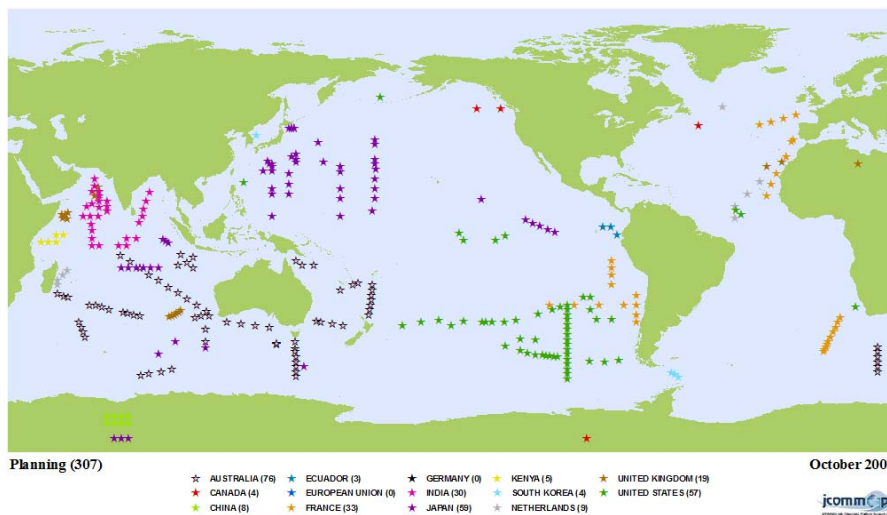 Planning (307)
October 200
AUSTRALIA (76)
ECUADOR (3)
GERMANY (0)
KENYA (5)
UNITED KINGDOM (19)
CANADA (4)
EUROPEAN UNION (0)
INDIA (30)
SOUTH KOREA (4)
UNITED STATES (57)
CHINA (8)
FRANCE (33)
JAPAN (59)
NETHERLANDS (9)
jcommops